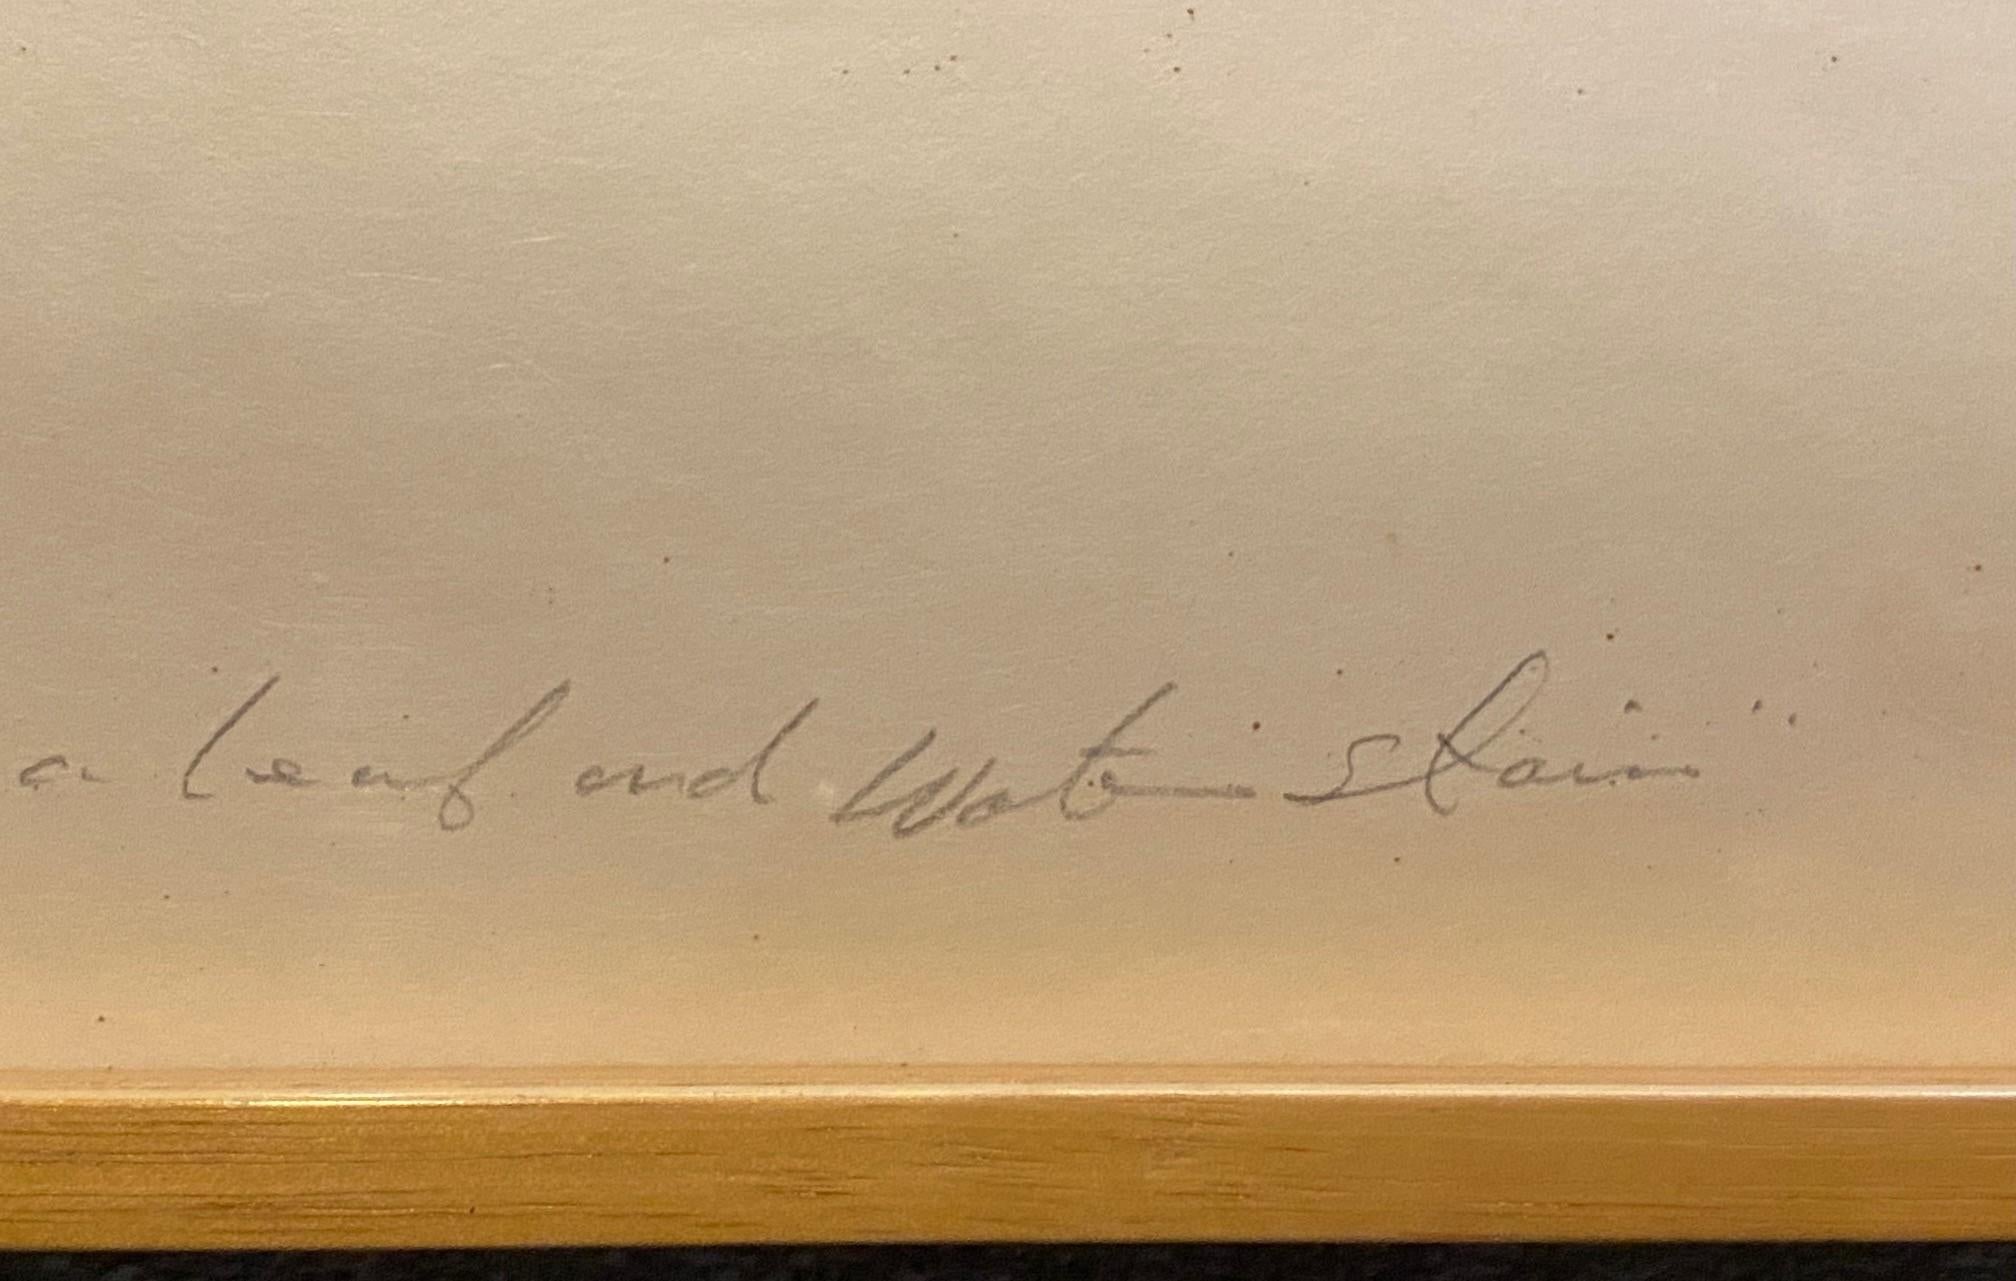 a leaf and Water stain"